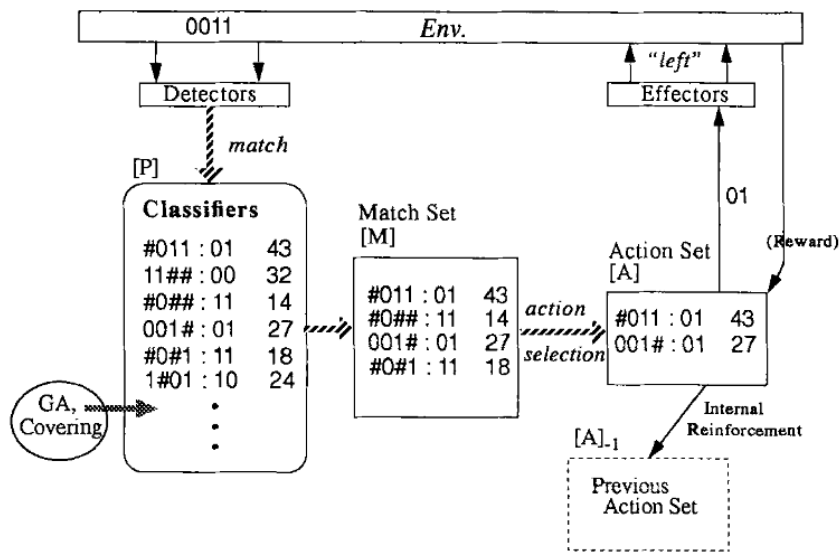 0011 Env.
"left"
Detectors
Effectors
match
[P]
01
Classifiers
#011 : 01 43
11## : 00 32
#0## : 11 14
001# : 01 27
#0#1 : 11 18
1#01 : 10 24
GA,
Covering
Match Set
[M]
#011 : 01 43
#0## : 11 14
001# : 01 27
#0#1 : 11 18
action
selection
(Reward)
Action Set
[A]
#011 : 01 43
001# : 01 27
Internal
Reinforcement
[A]-1
Previous
Action Set